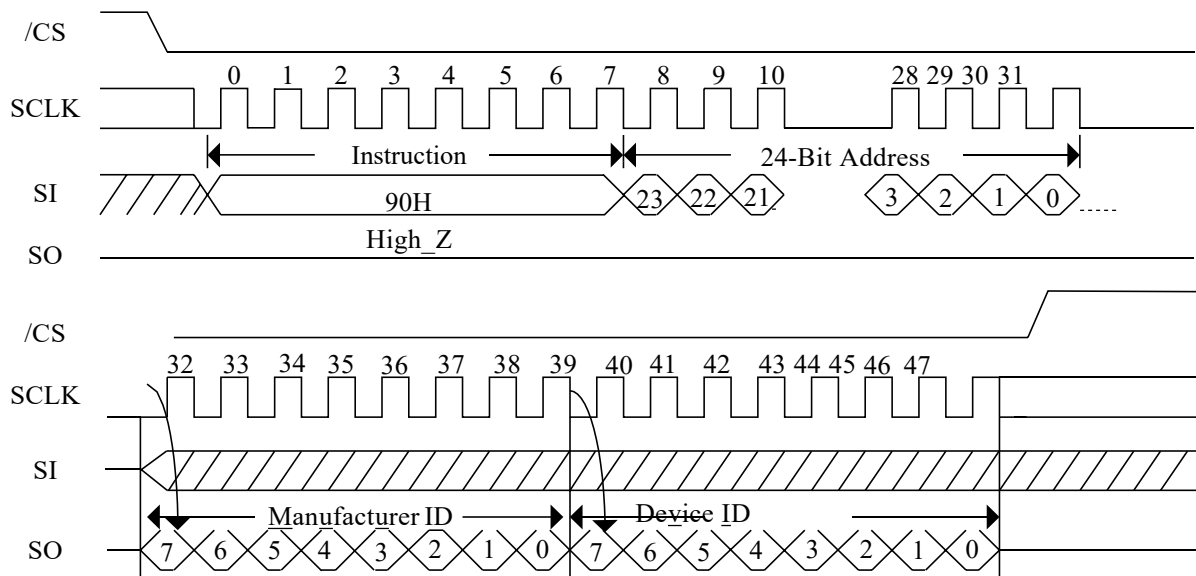 /CS
0 1 2 3 4 5 6 7 8 9 10 28 29 30 31
SCLK
Instruction 24-Bit Address
SI 90H 23 22 21 3 2 1 0
High_Z
SO
/CS
32 33 34 35 36 37 38 39 40 41 42 43 44 45 46 47
SCLK
SI
Manufacturer ID Device ID
SO 7 6 5 4 3 2 1 0 7 6 5 4 3 2 1 0